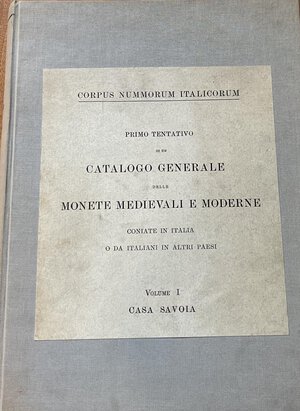 CORPUS NUMMORUM ITALICORUM
PRIMO TENTATIVO
DI UN
CATALOGO GENERALE
DELLE
MONETE MEDIEVALI E MODERNE
CONIATE IN ITALIA
O DA ITALIANI IN ALTRI PAESI
VOLUME I
CASA SAVOIA